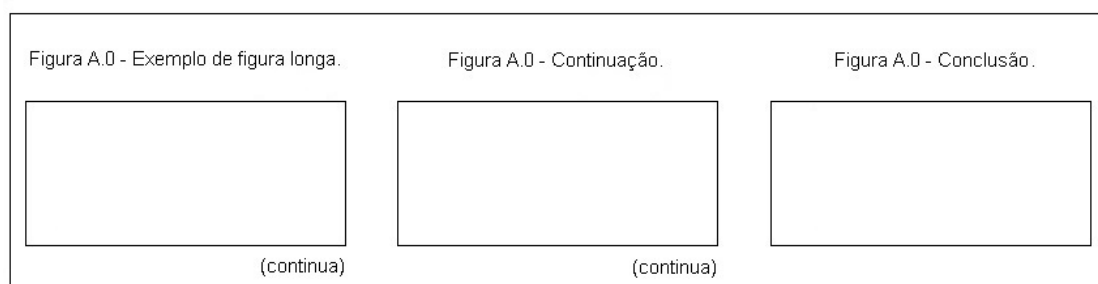 Figura A.0 - Exemplo de figura longa.
Figura A.0 - Continuação.
Figura A.0 - Conclusão.
(continua)
(continua)